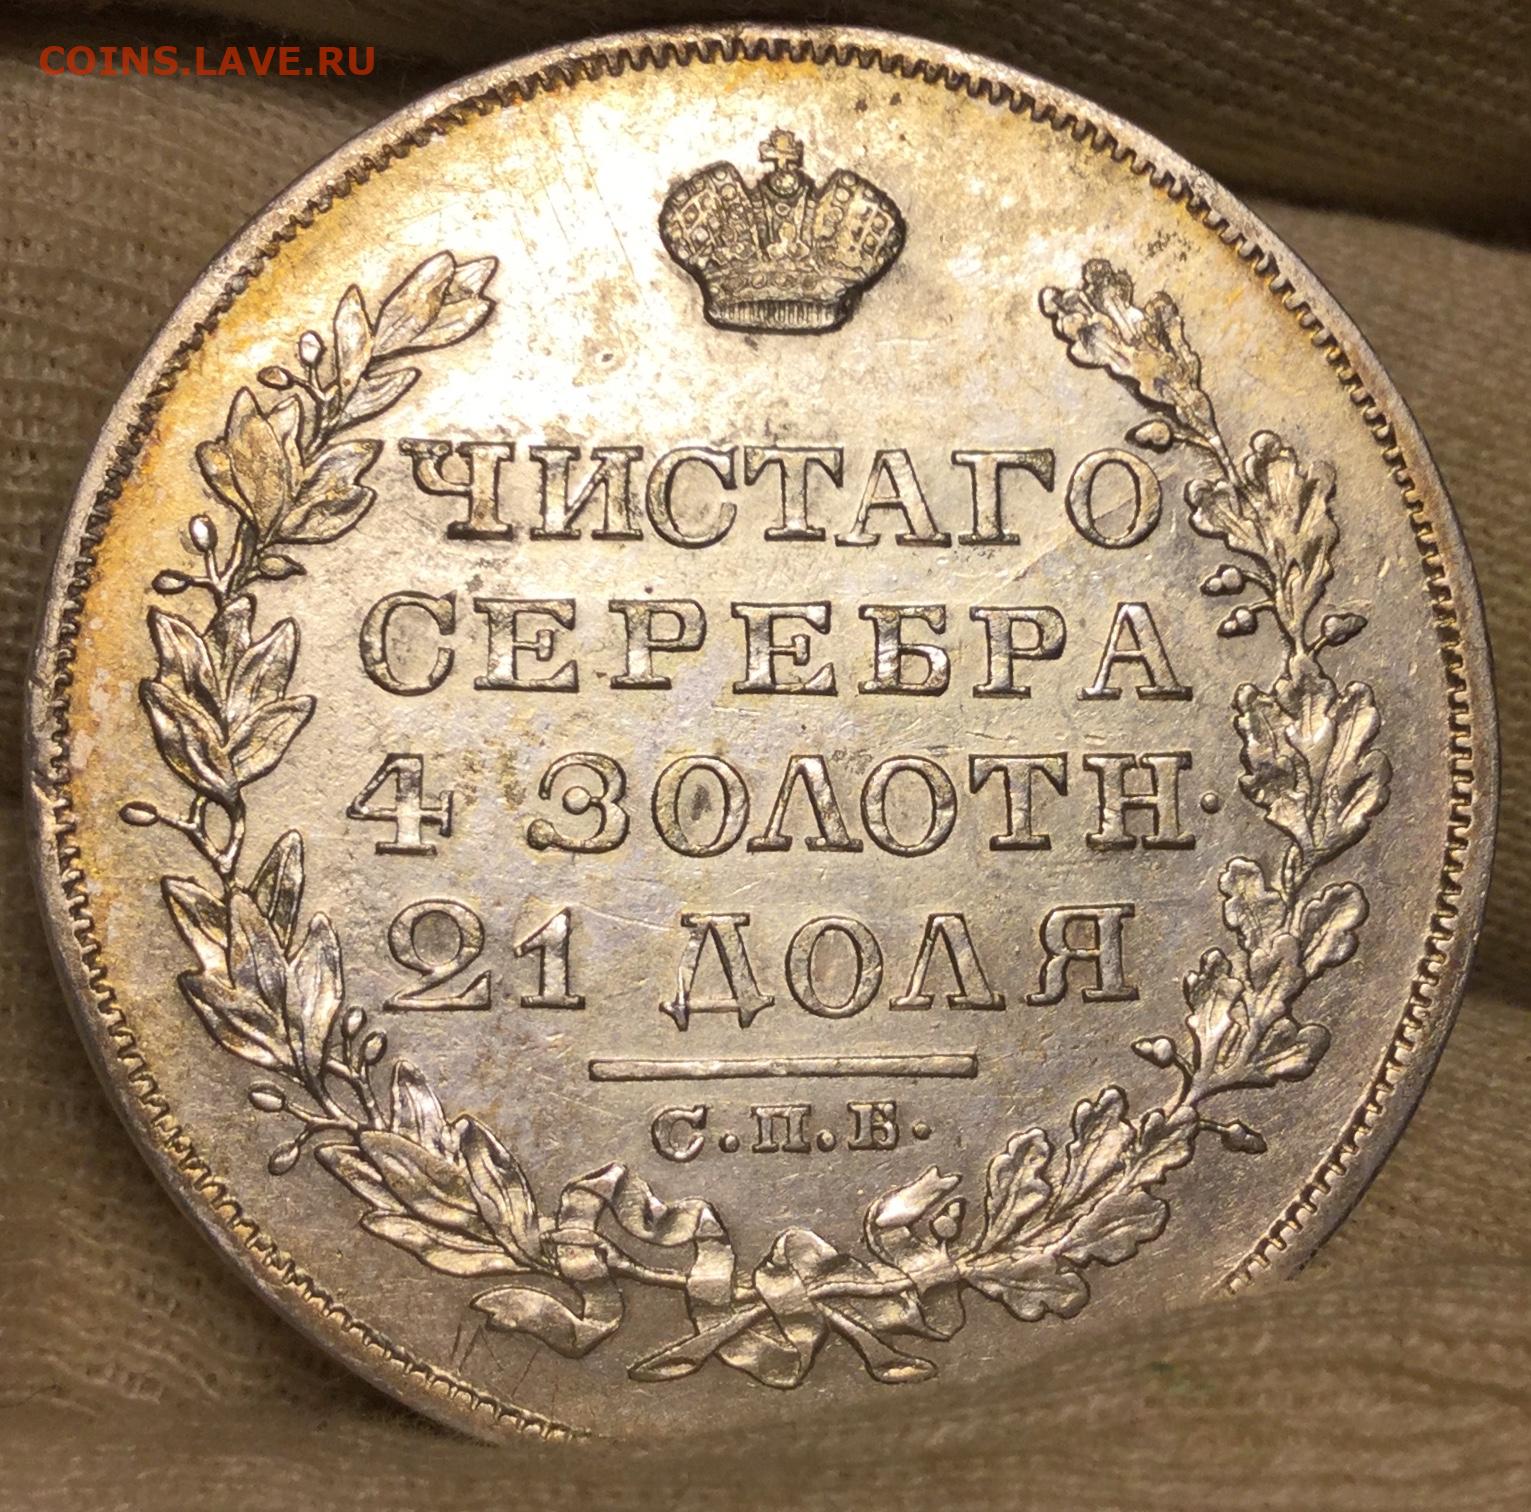 COINS.LAVE.RU
ЧИСТАГО
СЕРЕБРА
4 ЗОЛОТН.
21 ДОЛЯ
С.П.Б.